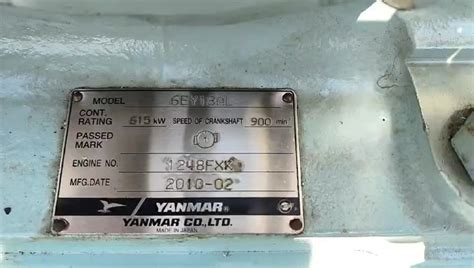 MODEL 6EY18AL
CONT. RATING 615 kW SPEED OF CRANKSHAFT 900 min
PASSED MARK
ENGINE NO.
MFG.DATE 2010-02
YANMAR
YANMAR CO.,LTD.
MADE IN JAPAN